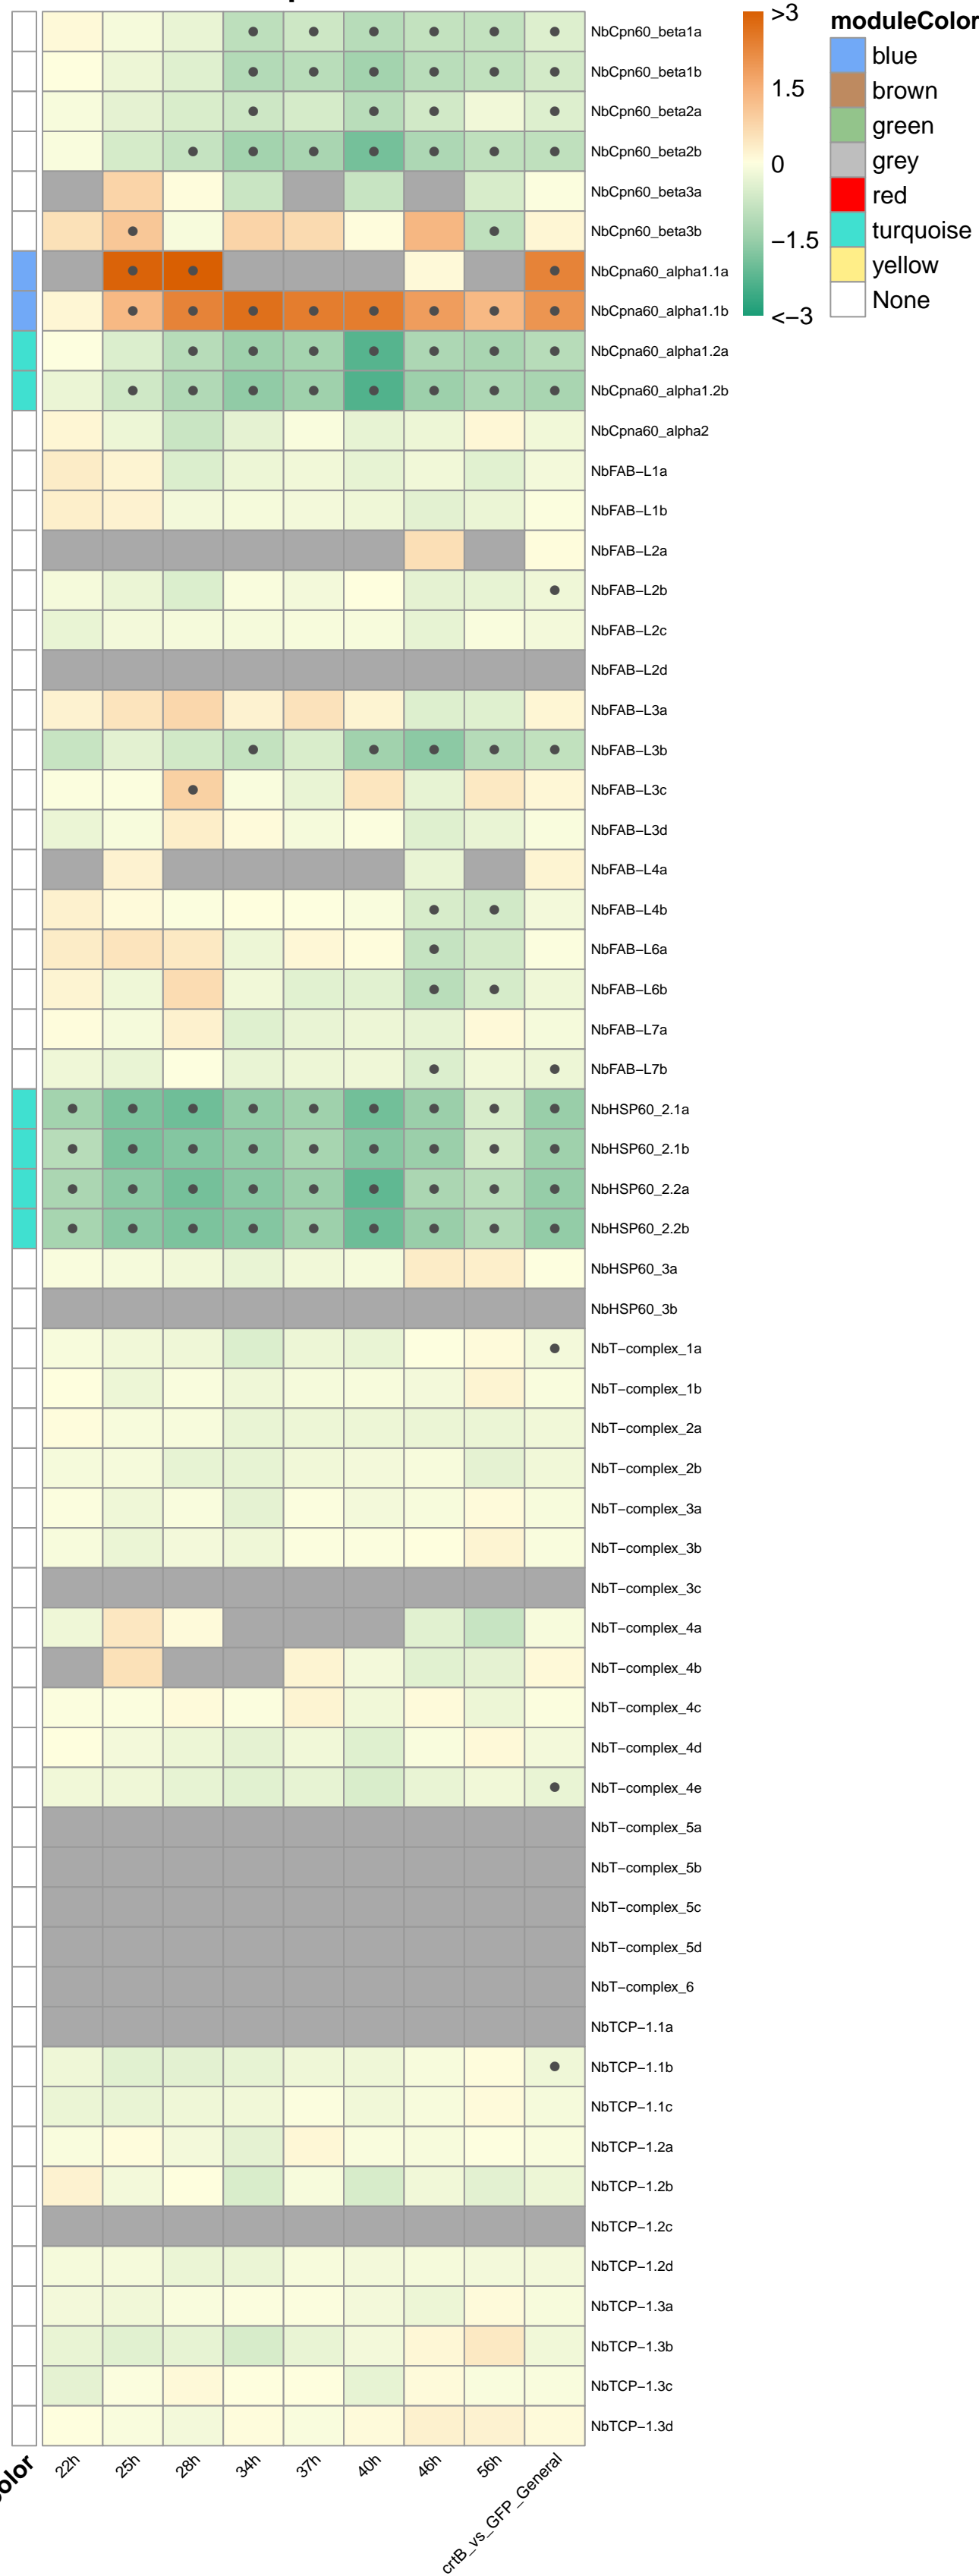 NbCpn60_beta1a
NbCpn60_beta1b
NbCpn60_beta2a
NbCpn60_beta2b
NbCpn60_beta3a
NbCpn60_beta3b
NbCpna60_alpha1.1a
NbCpna60_alpha1.1b
NbCpna60_alpha1.2a
NbCpna60_alpha1.2b
NbCpna60_alpha2
NbFAB−L1a
NbFAB−L1b
NbFAB−L2a
NbFAB−L2b
NbFAB−L2c
NbFAB−L2d
NbFAB−L3a
NbFAB−L3b
NbFAB−L3c
NbFAB−L3d
NbFAB−L4a
NbFAB−L4b
NbFAB−L6a
NbFAB−L6b
NbFAB−L7a
NbFAB−L7b
NbHSP60_2.1a
NbHSP60_2.1b
NbHSP60_2.2a
NbHSP60_2.2b
NbHSP60_3a
NbHSP60_3b
NbT−complex_1a
NbT−complex_1b
NbT−complex_2a
NbT−complex_2b
NbT−complex_3a
NbT−complex_3b
NbT−complex_3c
NbT−complex_4a
NbT−complex_4b
NbT−complex_4c
NbT−complex_4d
NbT−complex_4e
NbT−complex_5a
NbT−complex_5b
NbT−complex_5c
NbT−complex_5d
NbT−complex_6
NbTCP−1.1a
NbTCP−1.1b
NbTCP−1.1c
NbTCP−1.2a
NbTCP−1.2b
NbTCP−1.2c
NbTCP−1.2d
NbTCP−1.3a
NbTCP−1.3b
NbTCP−1.3c
NbTCP−1.3d
22h
25h
28h
34h
37h
40h
46h
56h
crtB_vs_GFP_General
>3
1.5
0
−1.5
<−3
moduleColor
blue
brown
green
grey
red
turquoise
yellow
None